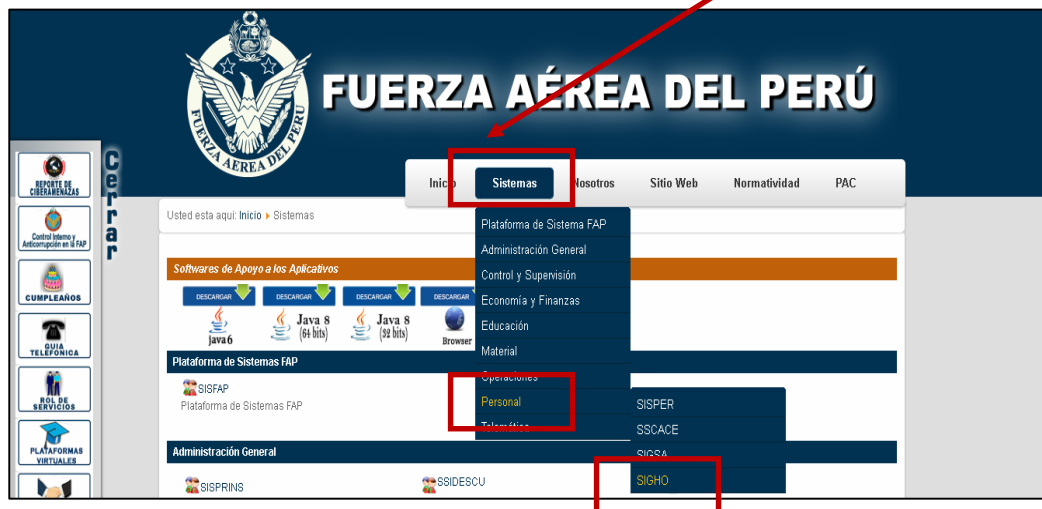 FUERZA AÉREA DEL PERÚ
FUERZA AEREA DEL PERU
Cerrar
REPORTE DE
CIBERAMENAZAS
Control Interno y
Anticorrupción en la FAP
CUMPLEAÑOS
GUIA
TELEFONICA
ROL DE
SERVICIOS
PLATAFORMAS
VIRTUALES
Inicio Sistemas Nosotros Sitio Web Normatividad PAC
Usted esta aquí: Inicio Sistemas
Plataforma de Sistema FAP
Administración General
Control y Supervisión
Economía y Finanzas
Educación
Material
Operaciones
Personal
Telemática
SISPER
SSCACE
SIGSA
SIGHO
Softwares de Apoyo a los Aplicativos
DESCARGAR DESCARGAR DESCARGAR DESCARGAR
java6
Java 8
(64 bits)
Java 8
(32 bits)
Browser
Plataforma de Sistemas FAP
SISFAP
Plataforma de Sistemas FAP
Administración General
SISPRINS SSIDESCU